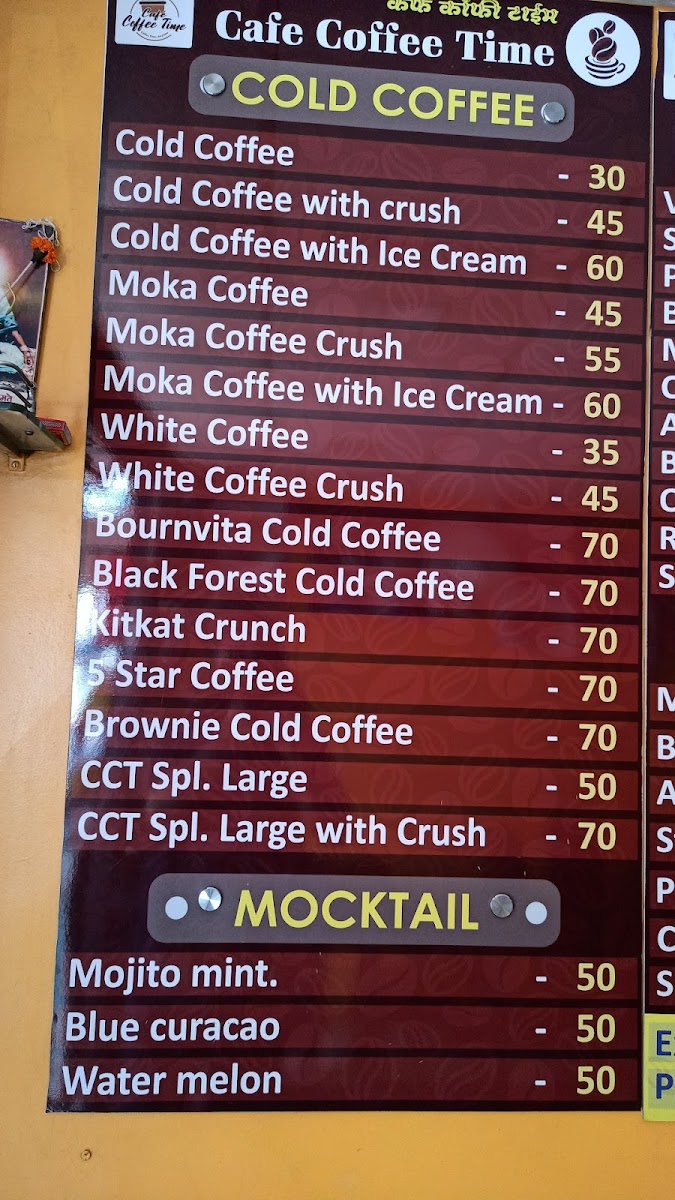 Cafe
Coffee Time
कॅफे कॉफी टाईम
Cafe Coffee Time
COLD COFFEE
Cold Coffee - 30
Cold Coffee with crush - 45
Cold Coffee with Ice Cream - 60
Moka Coffee - 45
Moka Coffee Crush - 55
Moka Coffee with Ice Cream - 60
White Coffee - 35
White Coffee Crush - 45
Bournvita Cold Coffee - 70
Black Forest Cold Coffee - 70
Kitkat Crunch - 70
5 Star Coffee - 70
Brownie Cold Coffee - 70
CCT Spl. Large - 50
CCT Spl. Large with Crush - 70
MOCKTAIL
Mojito mint. - 50
Blue curacao - 50
Water melon - 50